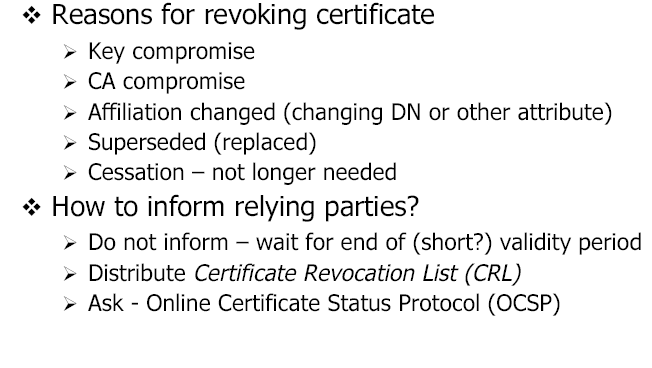 ❖ Reasons for revoking certificate
➢ Key compromise
➢ CA compromise
➢ Affiliation changed (changing DN or other attribute)
➢ Superseded (replaced)
➢ Cessation – not longer needed
❖ How to inform relying parties?
➢ Do not inform – wait for end of (short?) validity period
➢ Distribute Certificate Revocation List (CRL)
➢ Ask - Online Certificate Status Protocol (OCSP)